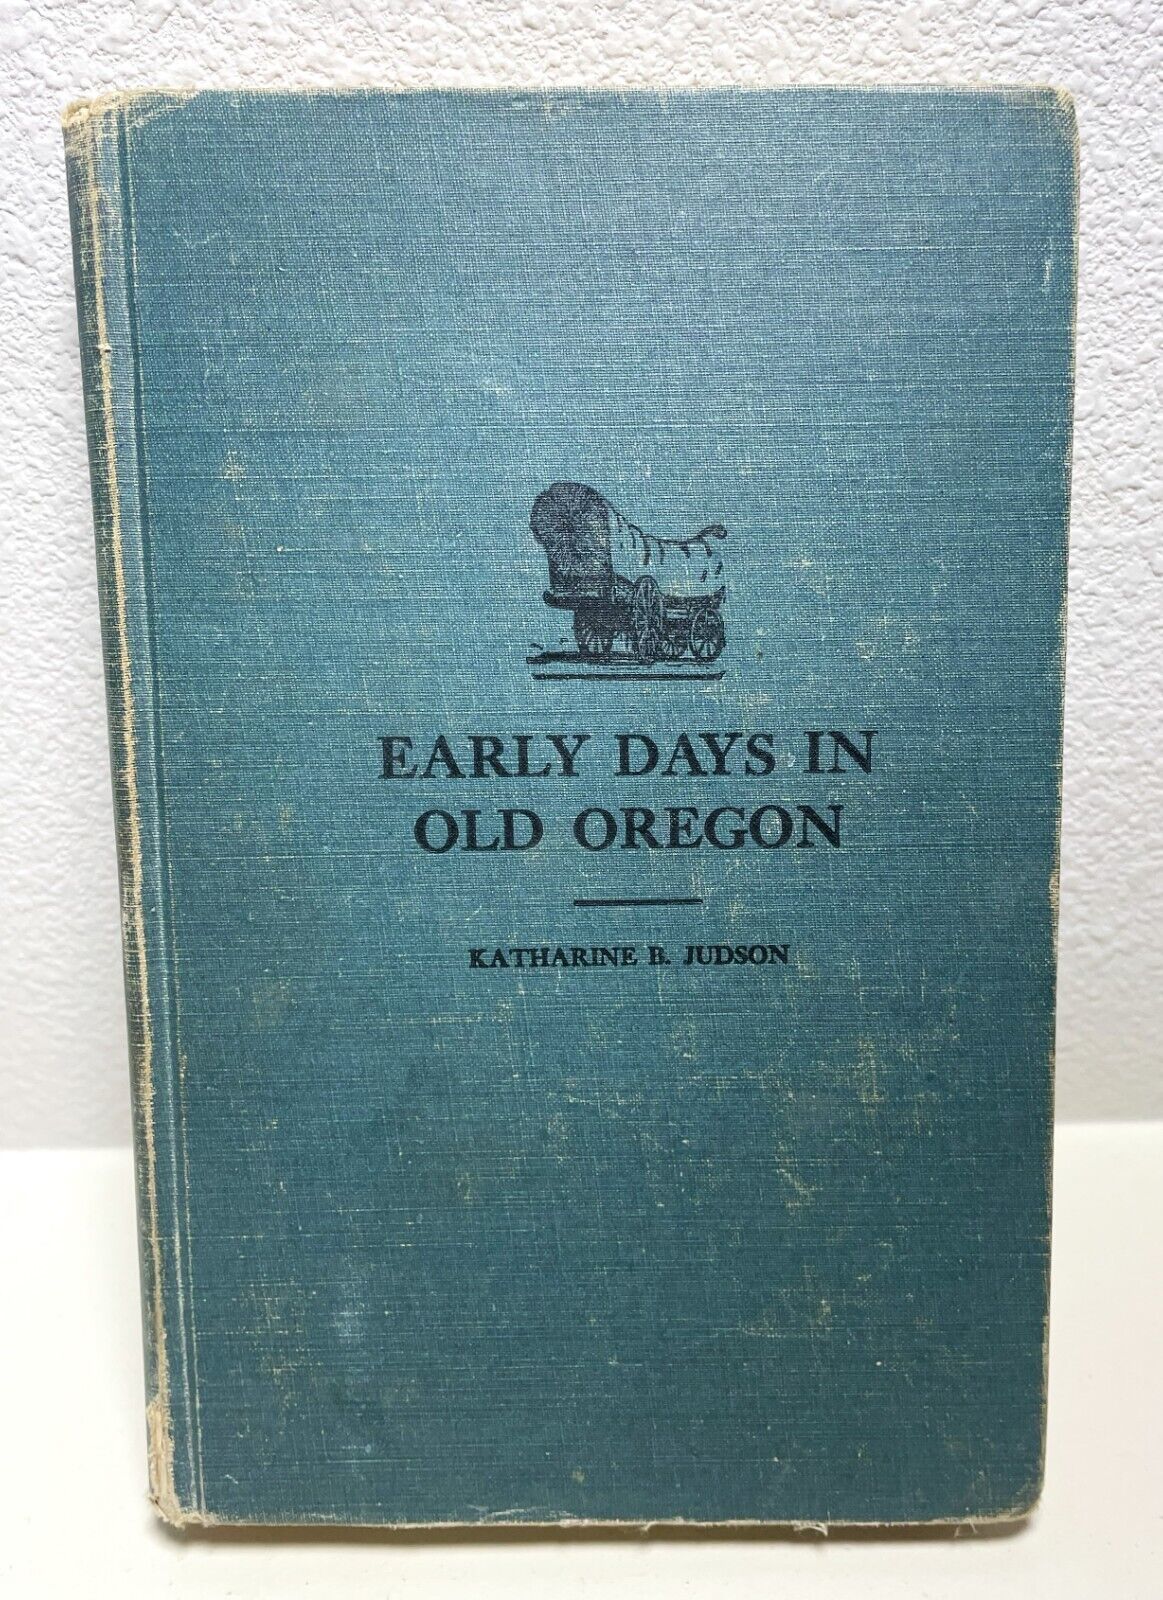 EARLY DAYS IN
OLD OREGON
KATHARINE B. JUDSON